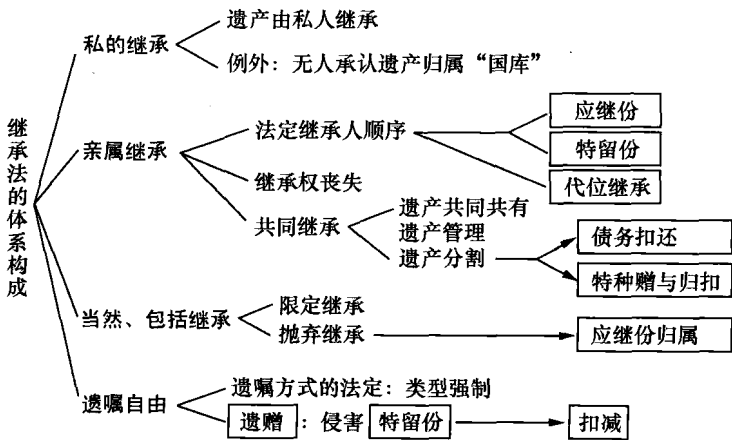 继承法的体系构成
私的继承
遗产由私人继承
例外：无人承认遗产归属“国库”
亲属继承
法定继承人顺序
应继份
特留份
代位继承
继承权丧失
共同继承
遗产共同共有
遗产管理
遗产分割
债务扣还
特种赠与归扣
当然、包括继承
限定继承
抛弃继承
应继份归属
遗嘱自由
遗嘱方式的法定：类型强制
遗赠：侵害 特留份
扣减